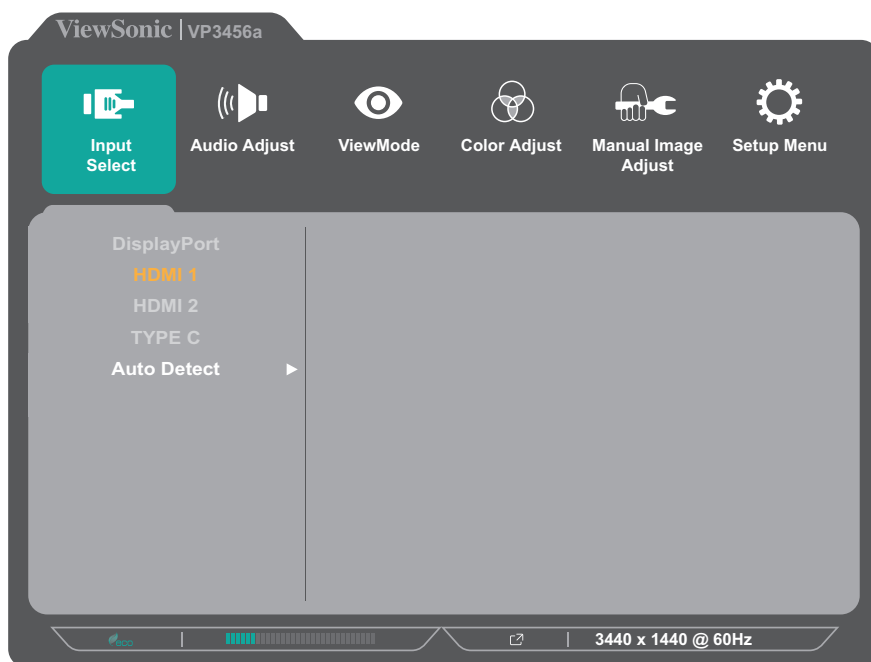 ViewSonic | VP3456a
Input
Select
Audio Adjust
ViewMode
Color Adjust
Manual Image
Adjust
Setup Menu
DisplayPort
HDMI 1
HDMI 2
TYPE C
Auto Detect
eco
3440 x 1440 @ 60Hz